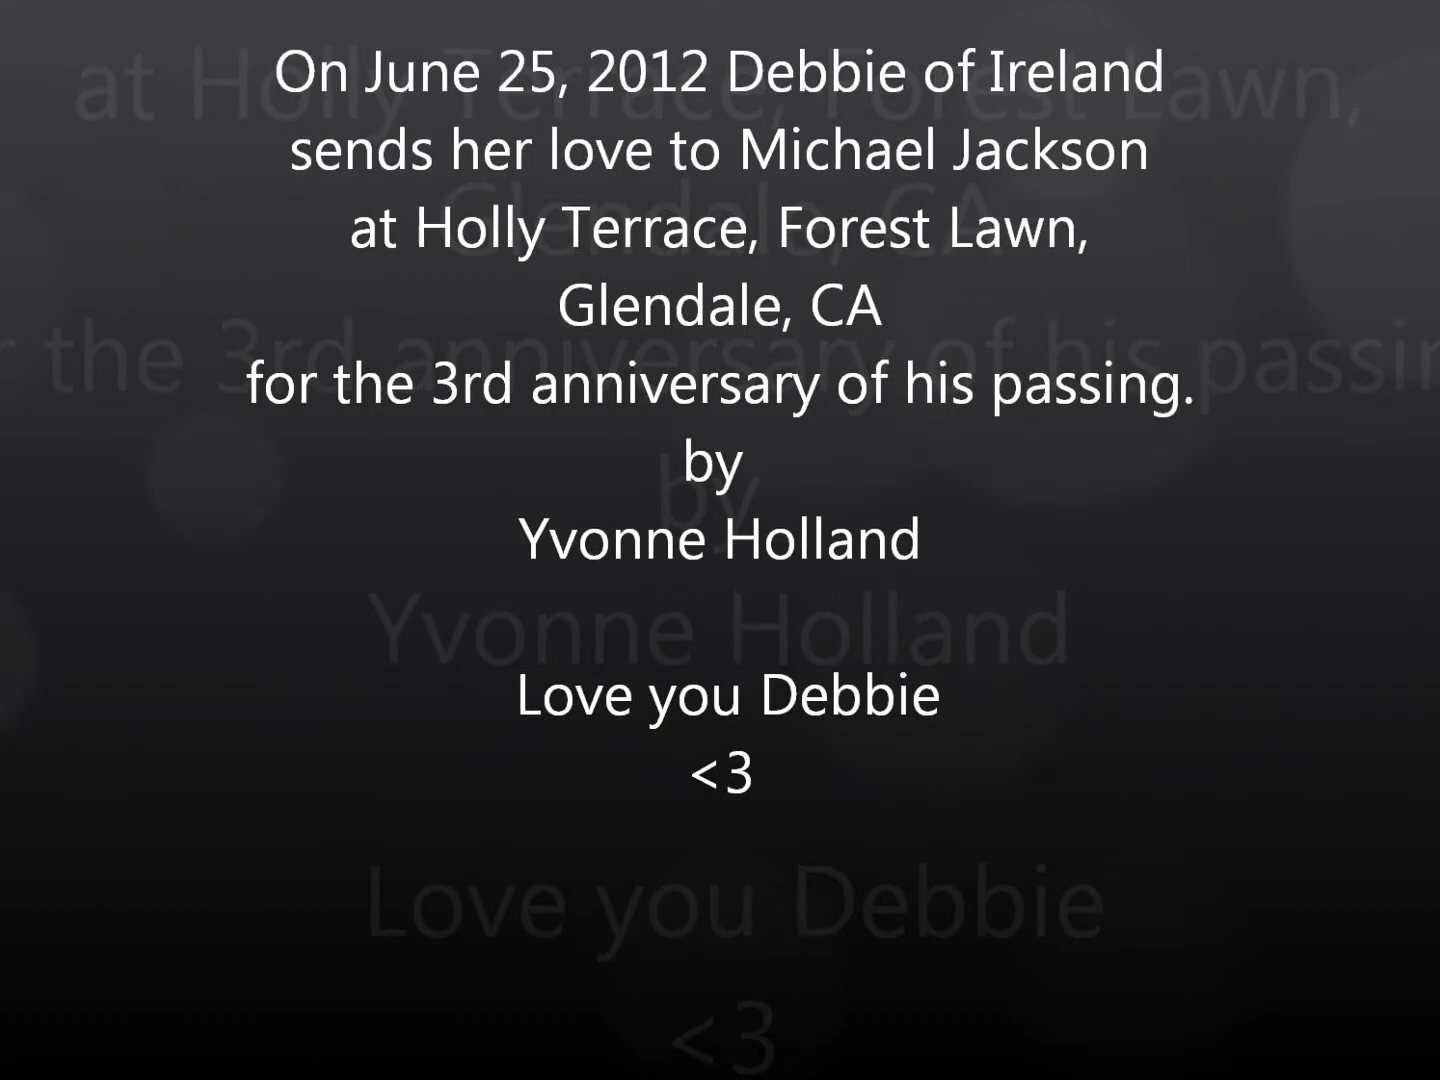 On June 25, 2012 Debbie of Ireland
sends her love to Michael Jackson
at Holly Terrace, Forest Lawn,
Glendale, CA
for the 3rd anniversary of his passing.
by
Yvonne Holland
Love you Debbie
<3